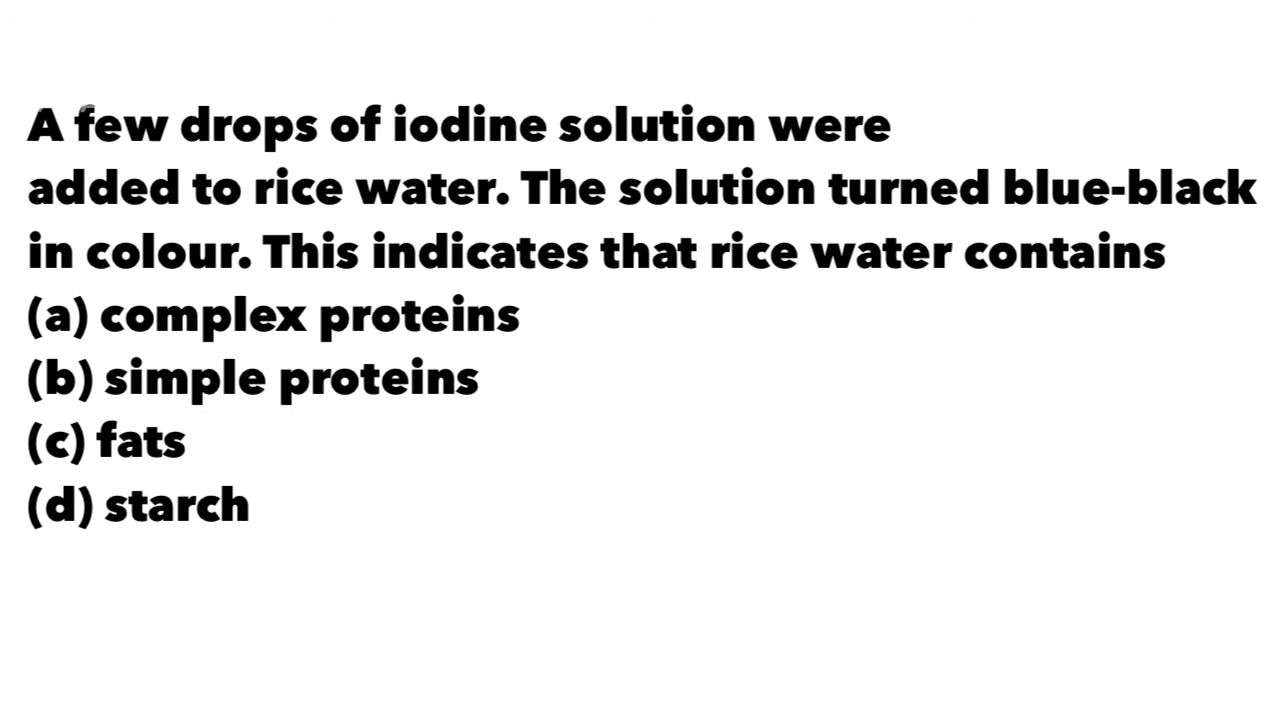 A few drops of iodine solution were
added to rice water. The solution turned blue-black
in colour. This indicates that rice water contains
(a) complex proteins
(b) simple proteins
(c) fats
(d) starch